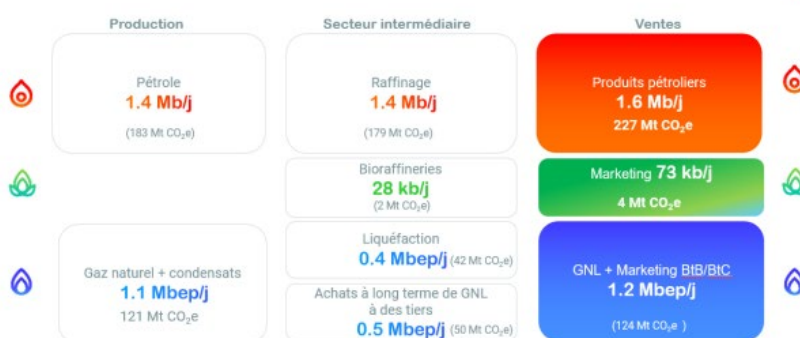 Production
Secteur intermédiaire
Ventes
Pétrole
1.4 Mb/j
(183 Mt CO₂e)
Raffinage
1.4 Mb/j
(179 Mt CO₂e)
Produits pétroliers
1.6 Mb/j
227 Mt CO₂e
Bioraffineries
28 kb/j
(2 Mt CO₂e)
Marketing 73 kb/j
4 Mt CO₂e
Gaz naturel + condensats
1.1 Mbep/j
121 Mt CO₂e
Liquéfaction
0.4 Mbep/j (42 Mt CO₂e)
Achats à long terme de GNL
à des tiers
0.5 Mbep/j (50 Mt CO₂e)
GNL + Marketing BtB/BtC
1.2 Mbep/j
(124 Mt CO₂e )